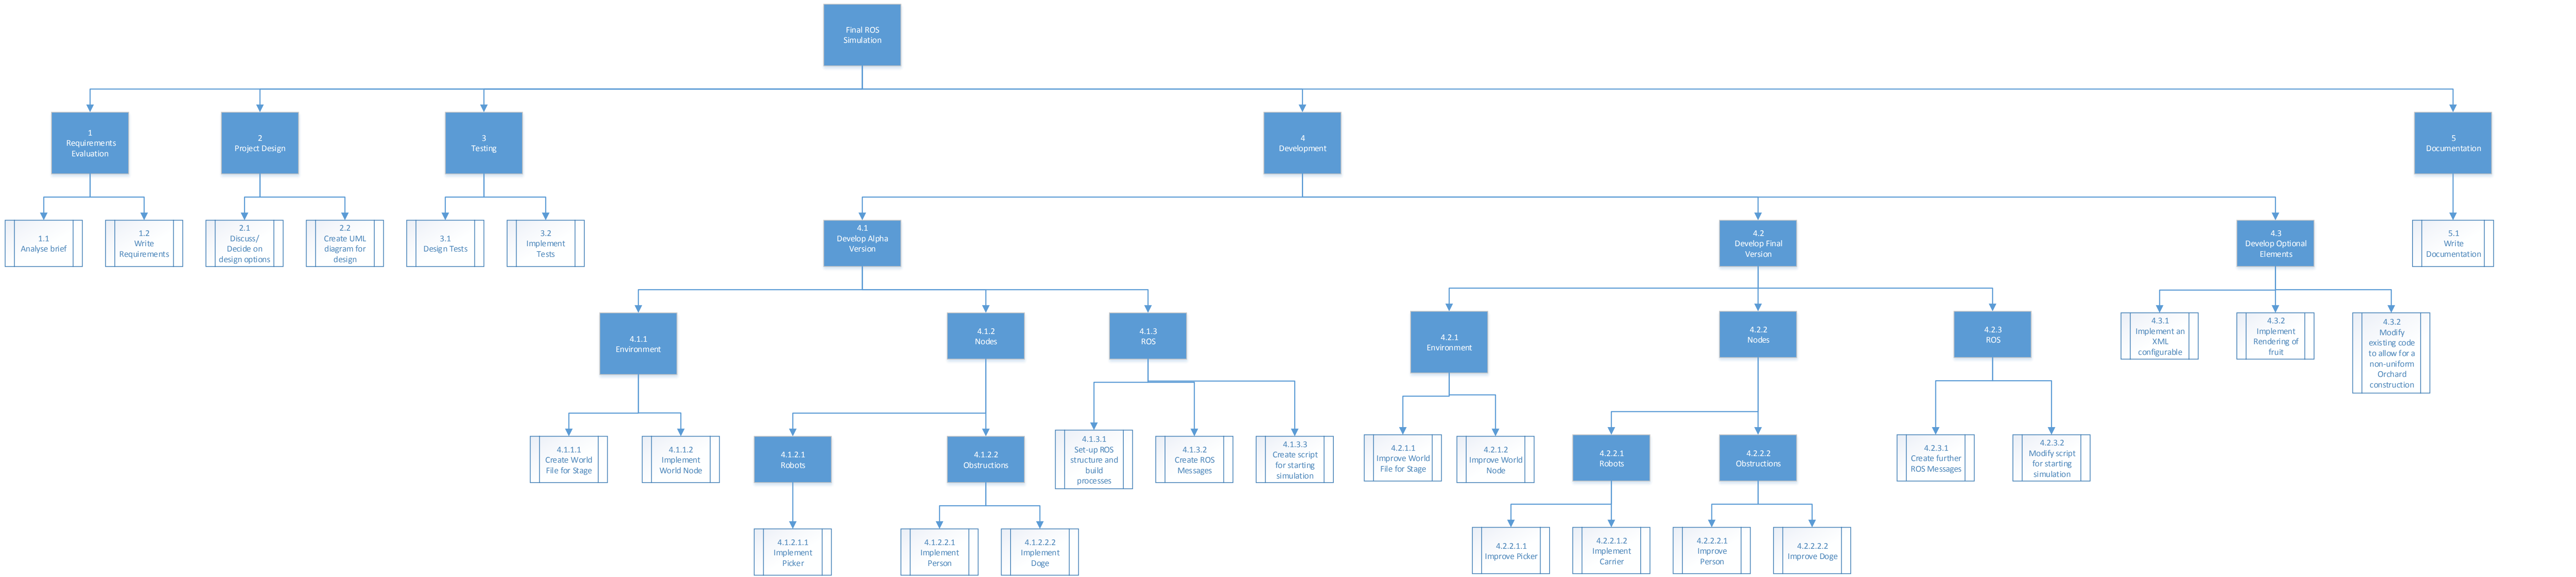 Final ROS
Simulation
1
Requirements
Evaluation
2
Project Design
3
Testing
4
Development
5
Documentation
1.1
Analyse brief
1.2
Write
Requirements
2.1
Discuss/
Decide on
design options
2.2
Create UML
diagram for
design
3.1
Design Tests
3.2
Implement
Tests
4.1
Develop Alpha
Version
4.2
Develop Final
Version
4.3
Develop Optional
Elements
5.1
Write
Documentation
4.1.1
Environment
4.1.2
Nodes
4.1.3
ROS
4.2.1
Environment
4.2.2
Nodes
4.2.3
ROS
4.3.1
Implement an
XML
configurable
4.3.2
Implement
Rendering of
fruit
4.3.2
Modify
existing code
to allow for a
non-uniform
Orchard
construction
4.1.1.1
Create World
File for Stage
4.1.1.2
Implement
World Node
4.1.2.1
Robots
4.1.2.2
Obstructions
4.1.3.1
Set-up ROS
structure and
build
processes
4.1.3.2
Create ROS
Messages
4.1.3.3
Create script
for starting
simulation
4.2.1.1
Improve World
File for Stage
4.2.1.2
Improve World
Node
4.2.2.1
Robots
4.2.2.2
Obstructions
4.2.3.1
Create further
ROS Messages
4.2.3.2
Modify script
for starting
simulation
4.1.2.1.1
Implement
Picker
4.1.2.2.1
Implement
Person
4.1.2.2.2
Implement
Doge
4.2.2.1.1
Improve Picker
4.2.2.1.2
Implement
Carrier
4.2.2.2.1
Improve
Person
4.2.2.2.2
Improve Doge